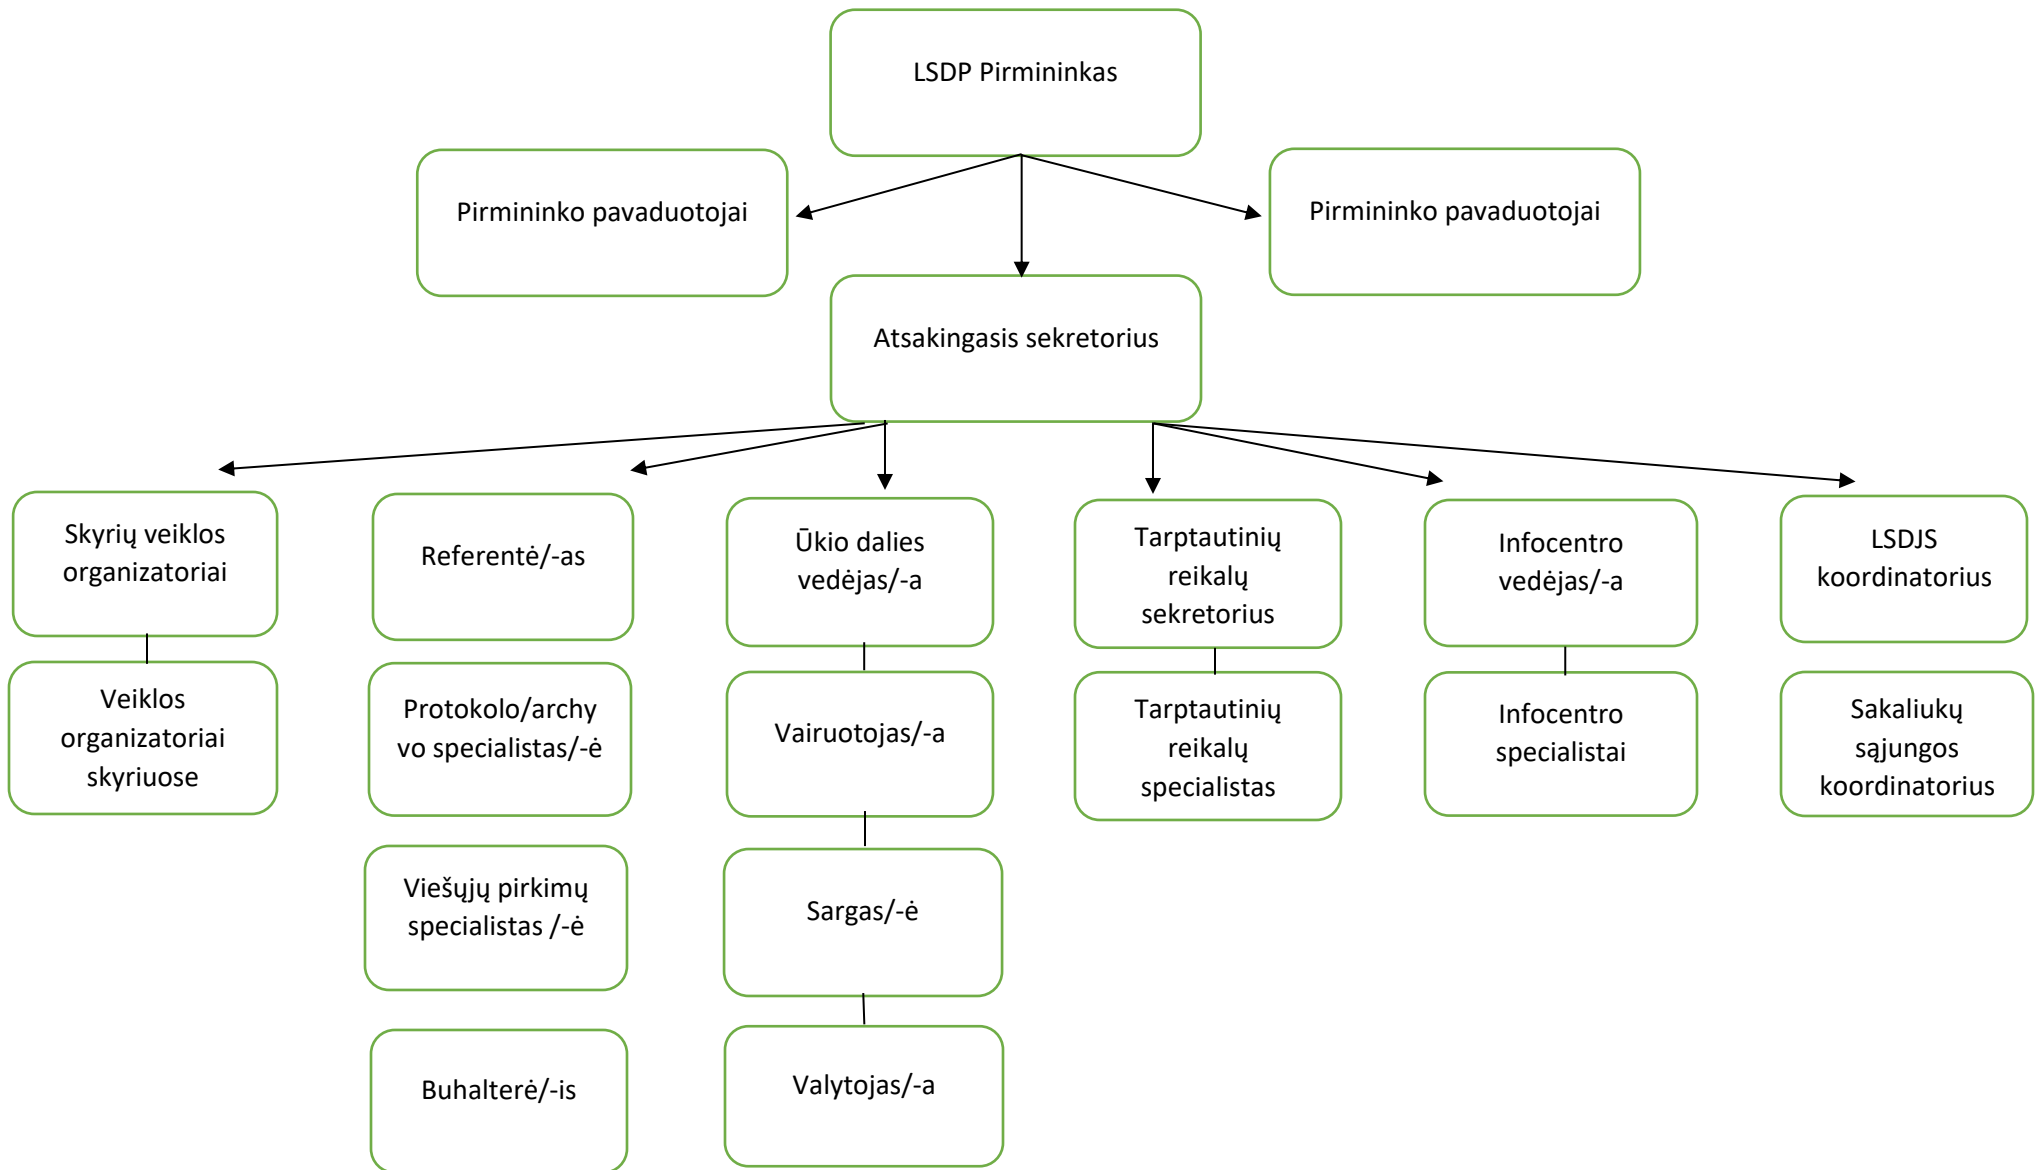 LSDP Pirmininkas
Pirmininko pavaduotojai
Pirmininko pavaduotojai
Atsakingasis sekretorius
Skyrių veiklos
organizatoriai
Referentė/-as
Ūkio dalies
vedėjas/-a
Tarptautinių
reikalų
sekretorius
Infocentro
vedėjas/-a
LSDJS
koordinatorius
Veiklos
organizatoriai
skyriuose
Protokolo/archy
vo specialistas/-ė
Vairuotojas/-a
Tarptautinių
reikalų
specialistas
Infocentro
specialistai
Sakaliukų
sąjungos
koordinatorius
Viešųjų pirkimų
specialistas /-ė
Sargas/-ė
Buhalterė/-is
Valytojas/-a